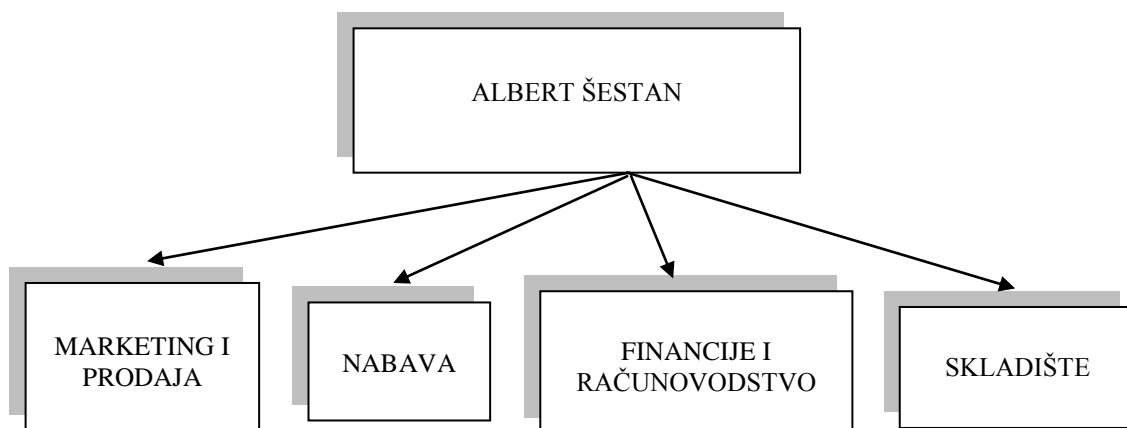 ALBERT ŠESTAN
MARKETING I
PRODAJA
NABAVA
FINANCIJE I
RAČUNOVODSTVO
SKLADIŠTE